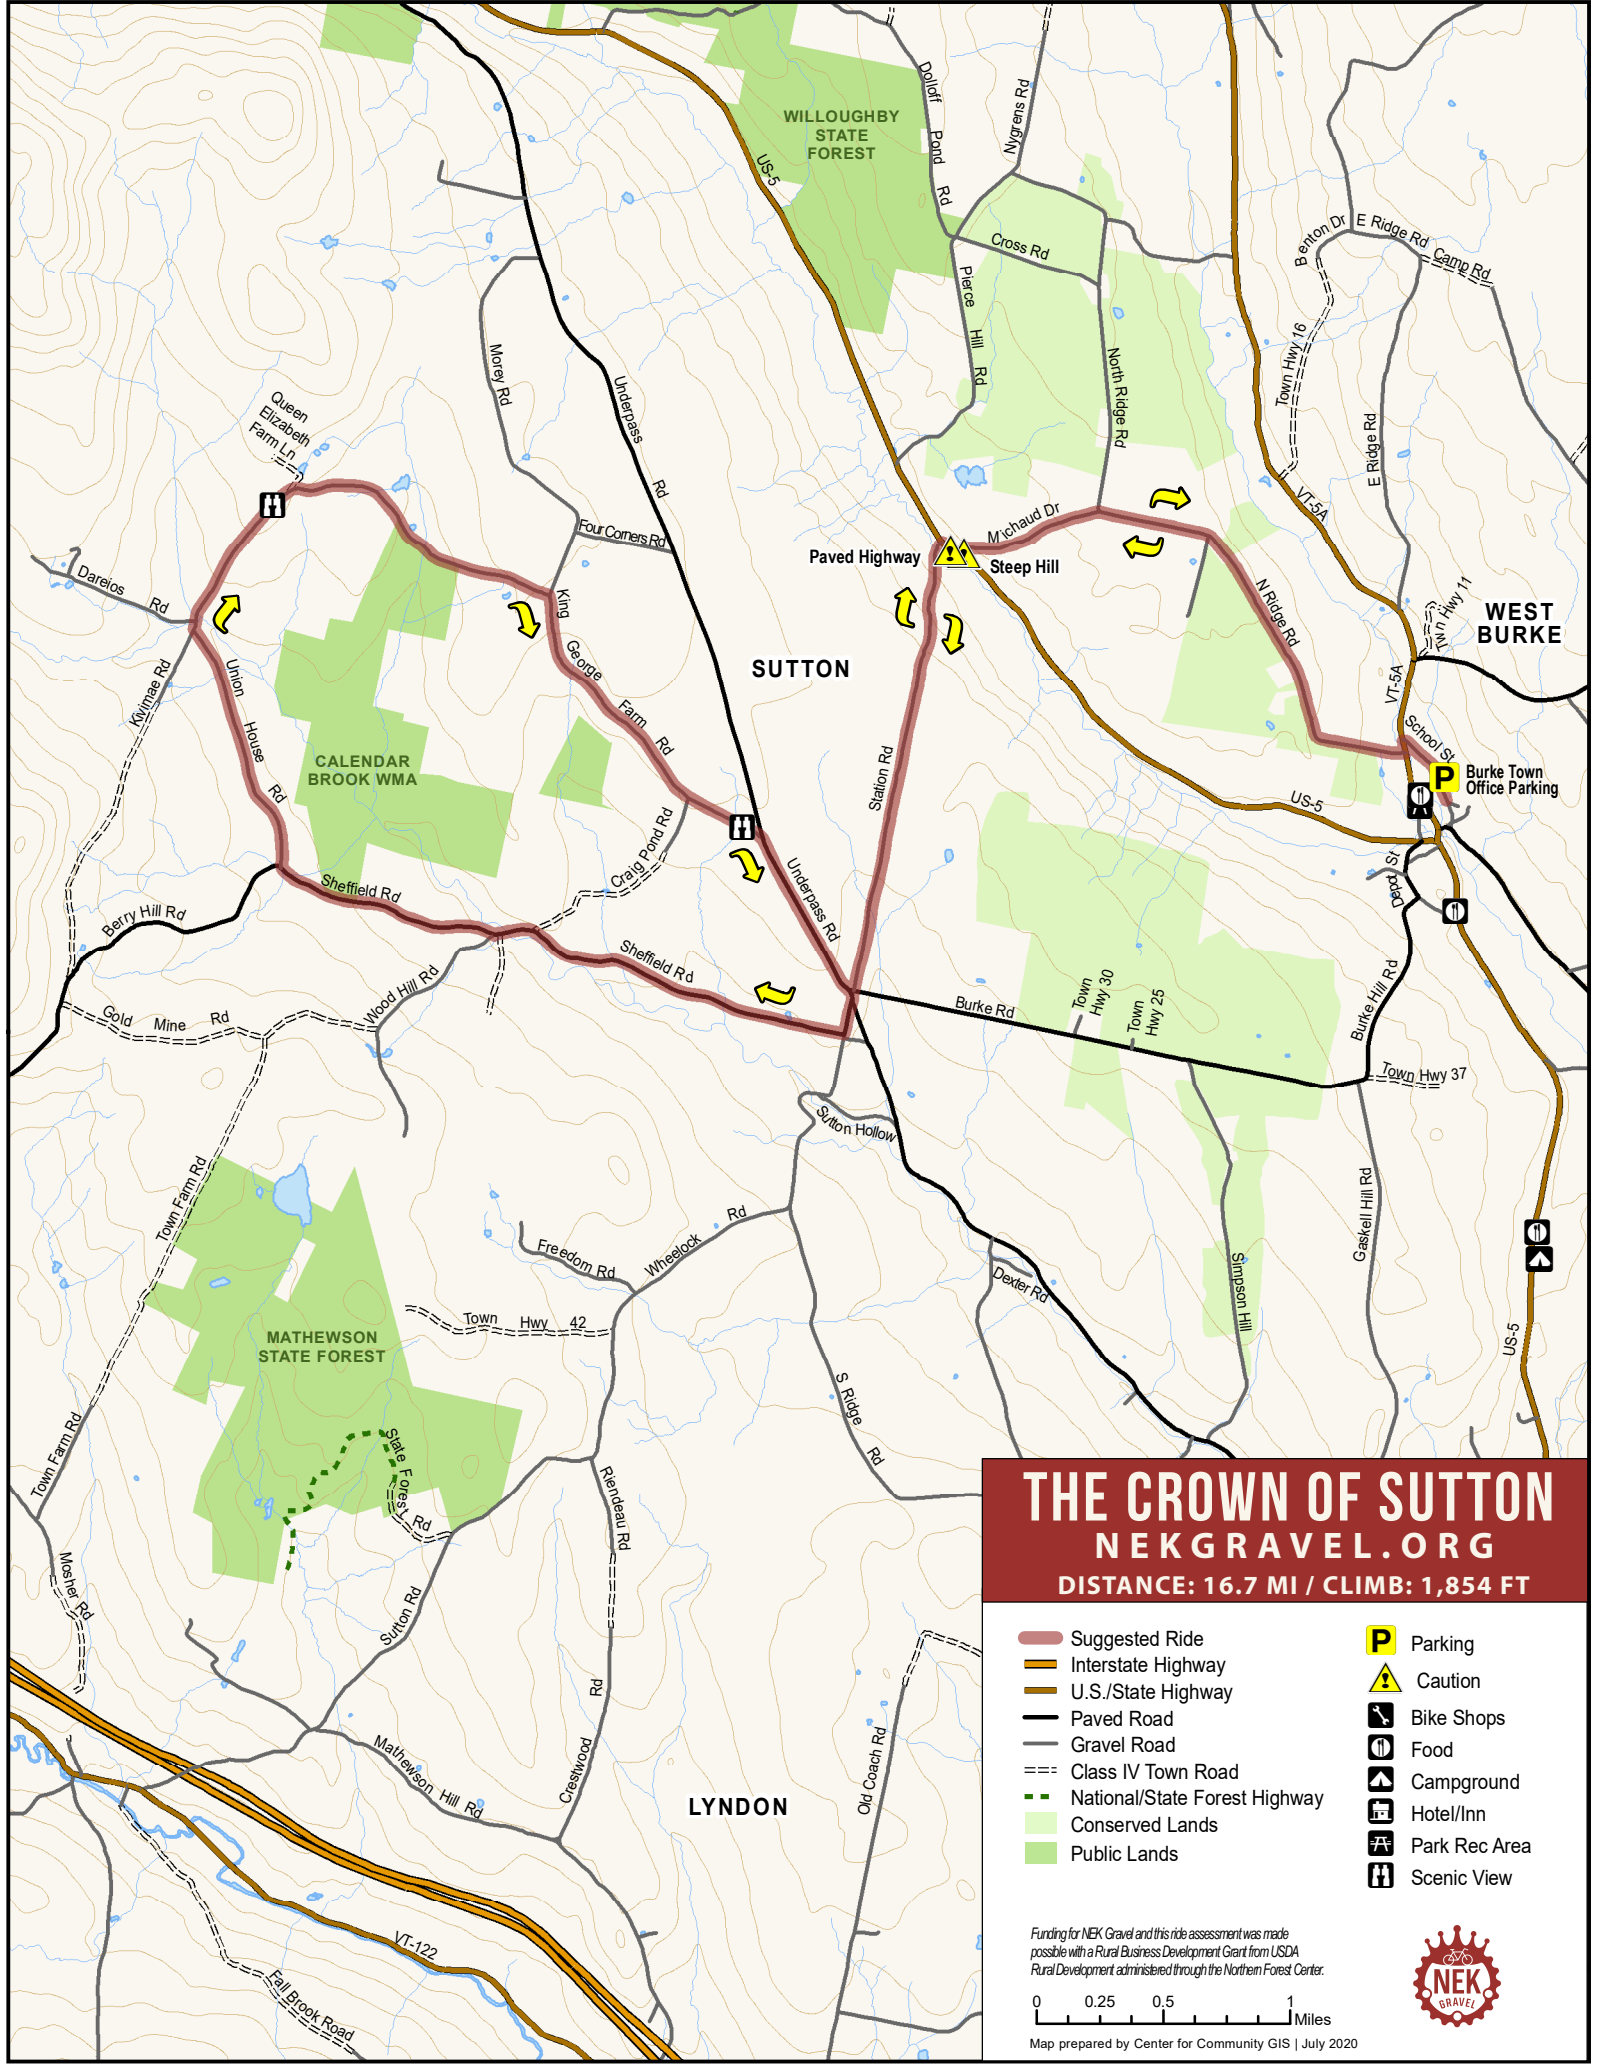 WILLOUGHBY
STATE
FOREST
US-5
Dolloff Pond Rd
Nygrens Rd
Cross Rd
Pierce Hill Rd
North Ridge Rd
Benton Dr
E Ridge Rd
Camp Rd
Town Hwy 16
E Ridge Rd
VT-5A
Morey Rd
Underpass Rd
Queen
Elizabeth
Farm Ln
Four Corners Rd
Michaud Dr
Paved Highway
Steep Hill
Dareios Rd
King George Farm Rd
N Ridge Rd
Twn Hwy 11
WEST
BURKE
SUTTON
Kivimae Rd
Union House Rd
VT-5A
School St
Station Rd
CALENDAR
BROOK WMA
Burke Town
Office Parking
P
US-5
Craig Pond Rd
Underpass Rd
Depot St
Sheffield Rd
Berry Hill Rd
Sheffield Rd
Wood Hill Rd
Gold Mine Rd
Burke Rd
Town
Hwy 30
Town
Hwy 25
Burke Hill Rd
Town Hwy 37
Sutton Hollow
Town Farm Rd
Wheelock Rd
Freedom Rd
Gaskell Hill Rd
Simpson Hill
Dexter Rd
Town Hwy 42
MATHEWSON
STATE FOREST
US-5
S Ridge Rd
Town Farm Rd
State Forest Rd
Riendeau Rd
Mosher Rd
Sutton Rd
Crestwood Rd
Mathewson Hill Rd
Old Coach Rd
LYNDON
VT-122
Fall Brook Road
THE CROWN OF SUTTON
NEKGRAVEL.ORG
DISTANCE: 16.7 MI / CLIMB: 1,854 FT
Suggested Ride
Interstate Highway
U.S./State Highway
Paved Road
Gravel Road
Class IV Town Road
National/State Forest Highway
Conserved Lands
Public Lands
P Parking
Caution
Bike Shops
Food
Campground
Hotel/Inn
Park Rec Area
Scenic View
Funding for NEK Gravel and this ride assessment was made
possible with a Rural Business Development Grant from USDA
Rural Development administered through the Northern Forest Center.
0 0.25 0.5 1
Miles
Map prepared by Center for Community GIS | July 2020
NEK
GRAVEL